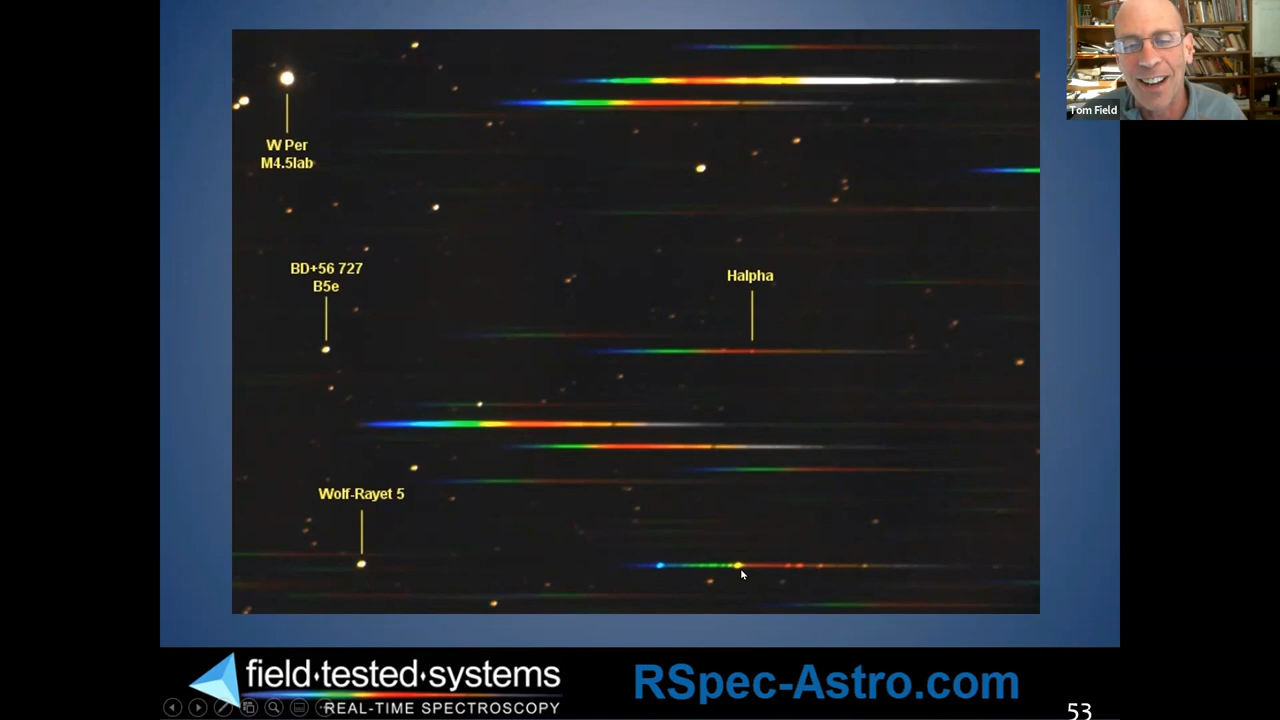 Tom Field
W Per
M4.5Iab
BD+56 727
B5e
Halpha
Wolf-Rayet 5
field·tested·systems
REAL-TIME SPECTROSCOPY
RSpec-Astro.com
53